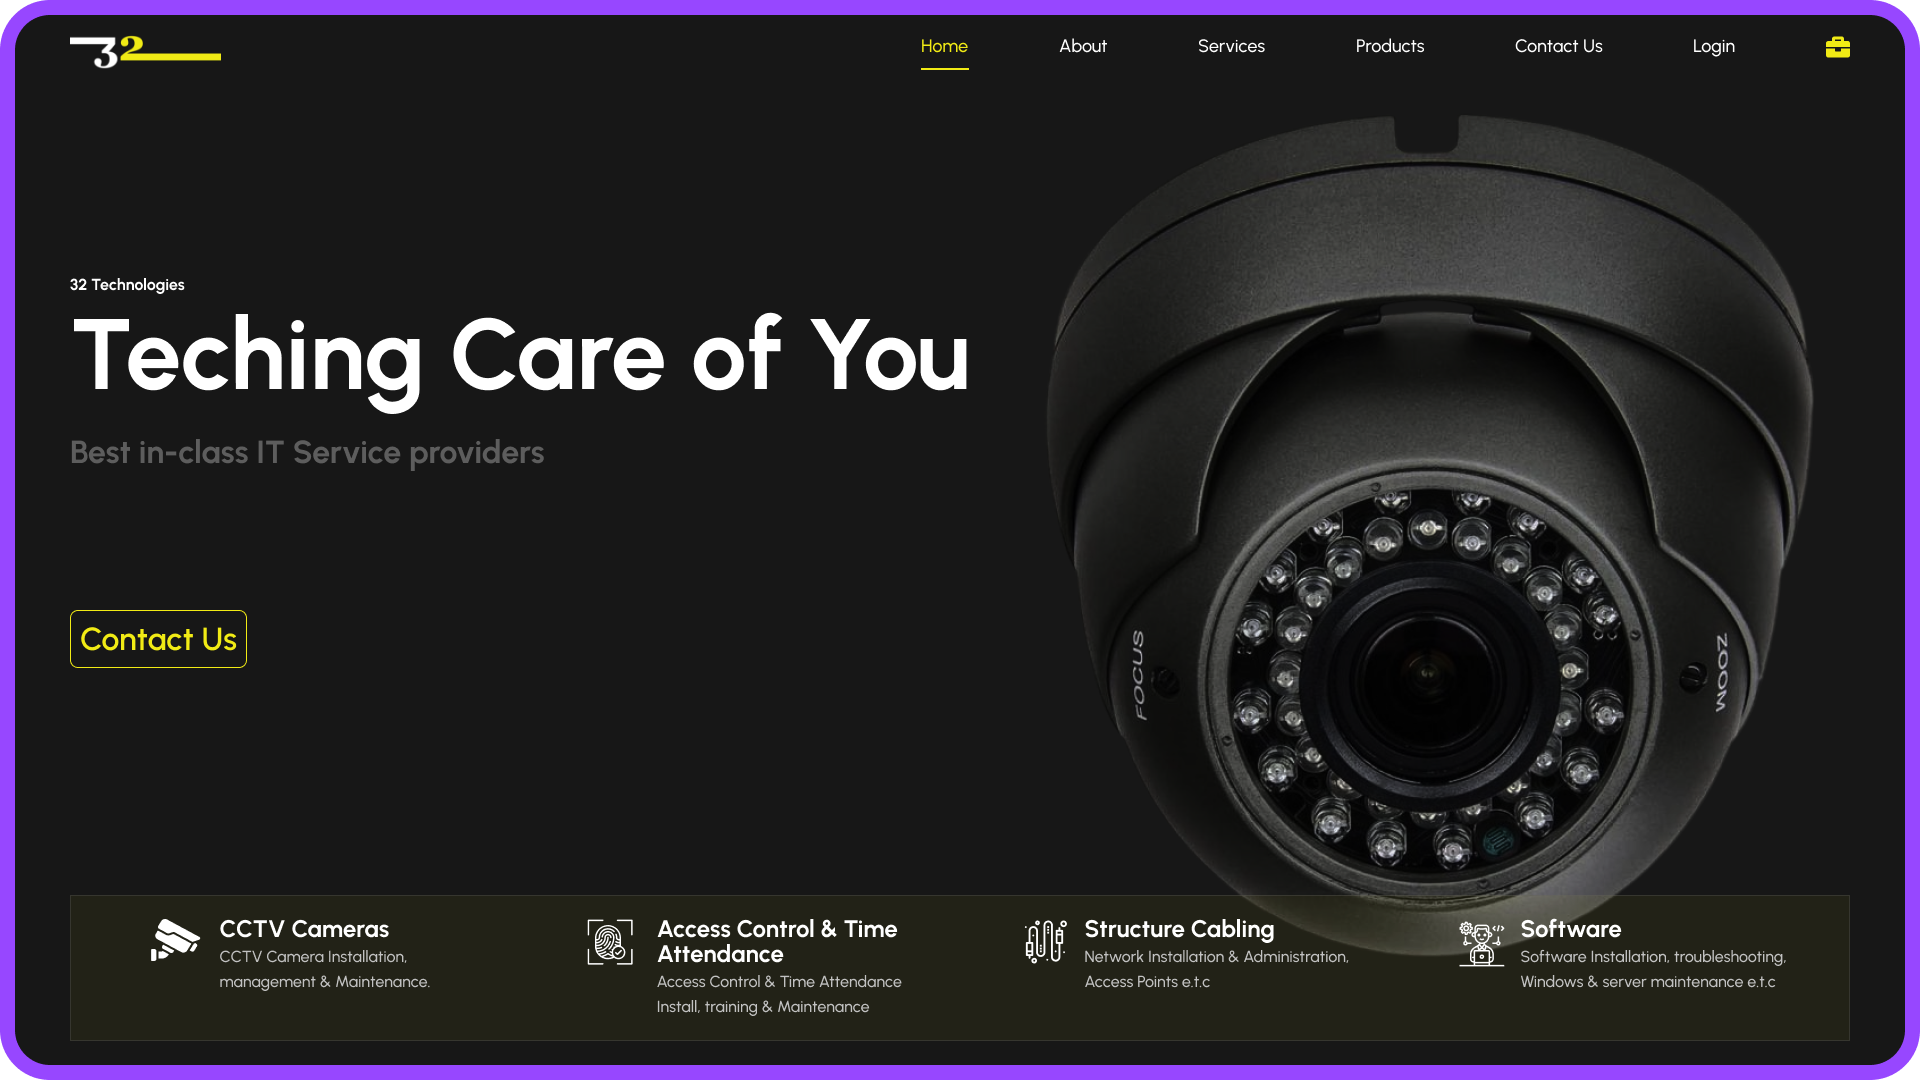 32
Home
About
Services
Products
Contact Us
Login
32 Technologies
Teching Care of You
Best in-class IT Service providers
Contact Us
FOCUS
ZOOM
CCTV Cameras
CCTV Camera Installation,
management & Maintenance.
Access Control & Time
Attendance
Access Control & Time Attendance
Install, training & Maintenance
Structure Cabling
Network Installation & Administration,
Access Points e.t.c
Software
Software Installation, troubleshooting,
Windows & server maintenance e.t.c